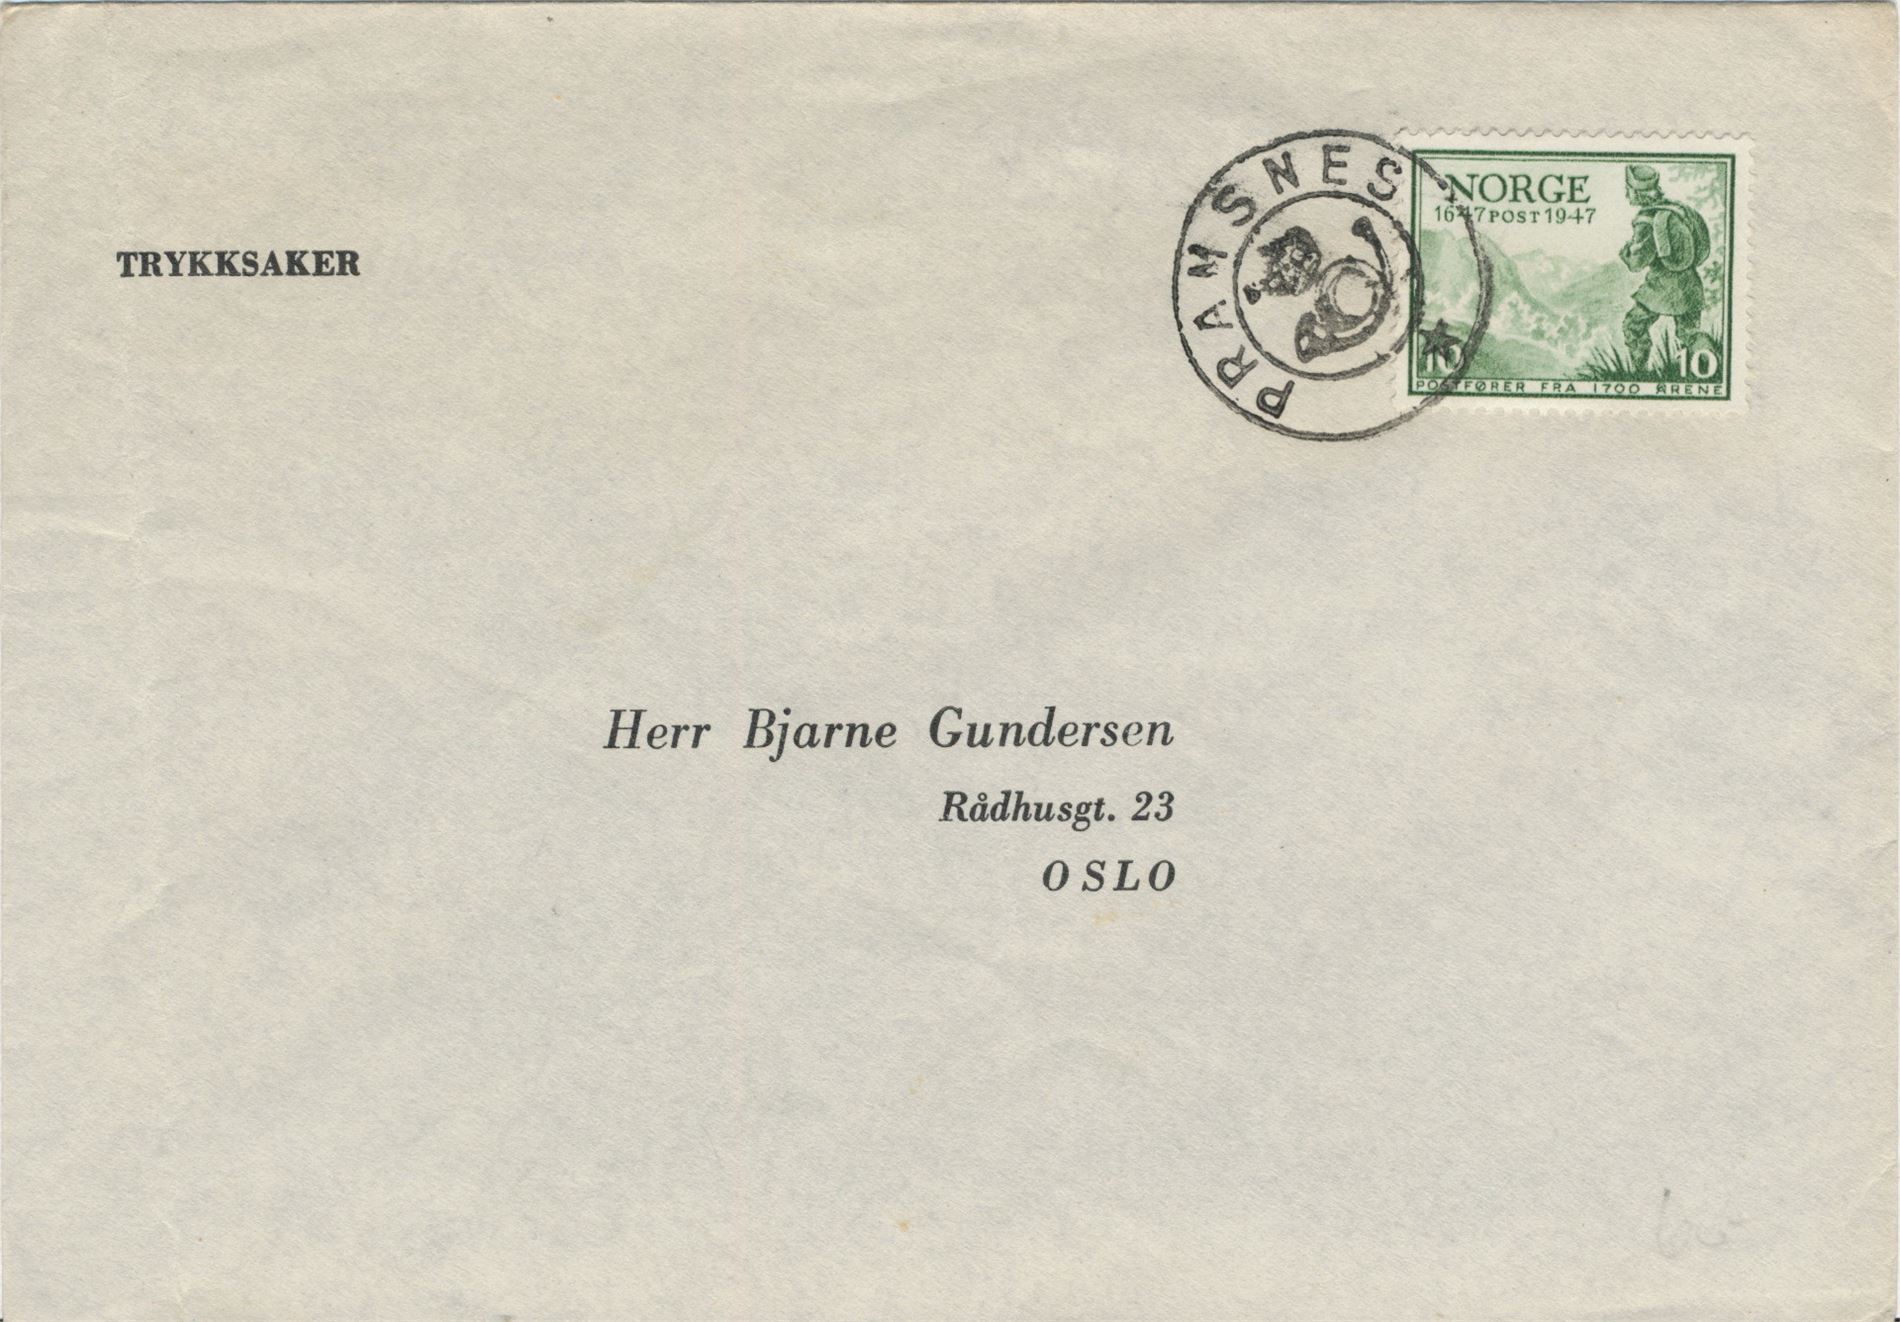 TRYKKSAKER
PRAMSNES
NORGE
1647 POST 1947
10 10
POSTFØRER FRA 1700 ÅRENE
Herr Bjarne Gundersen
Rådhusgt. 23
OSLO